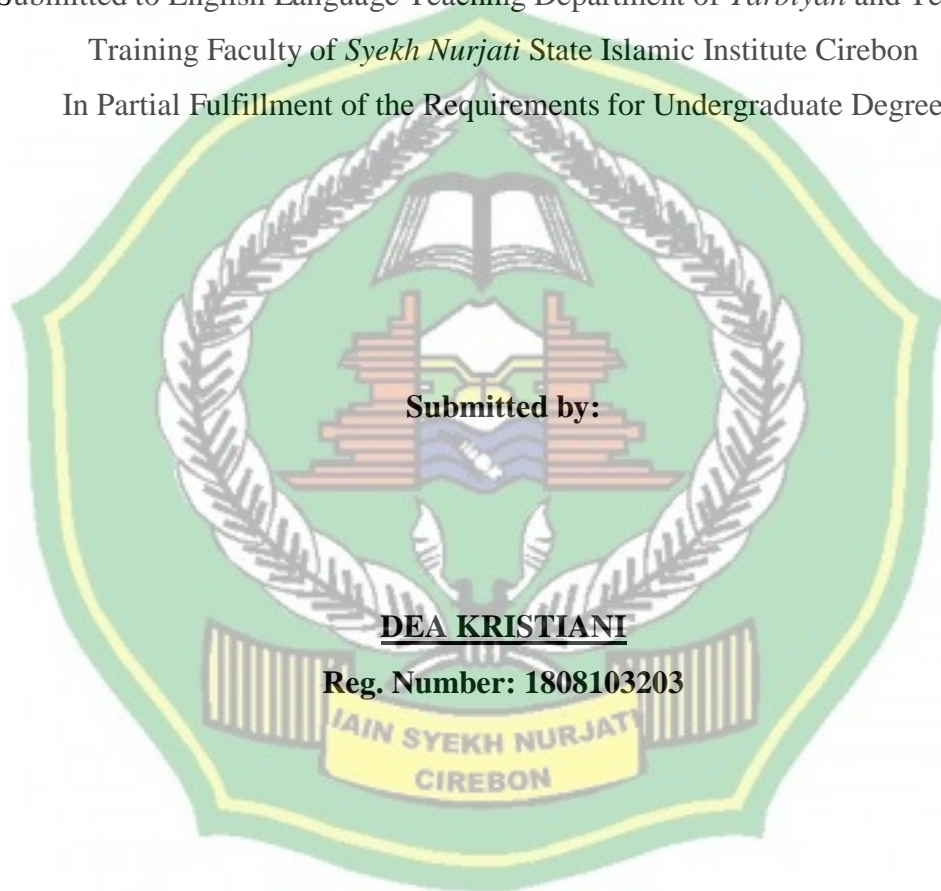 Submitted to English Language Teaching Department of Tarbiyah and Te
Training Faculty of Syekh Nurjati State Islamic Institute Cirebon
In Partial Fulfillment of the Requirements for Undergraduate Degree
Submitted by:
DEA KRISTIANI
Reg. Number: 1808103203
IAIN SYEKH NURJATI
CIREBON